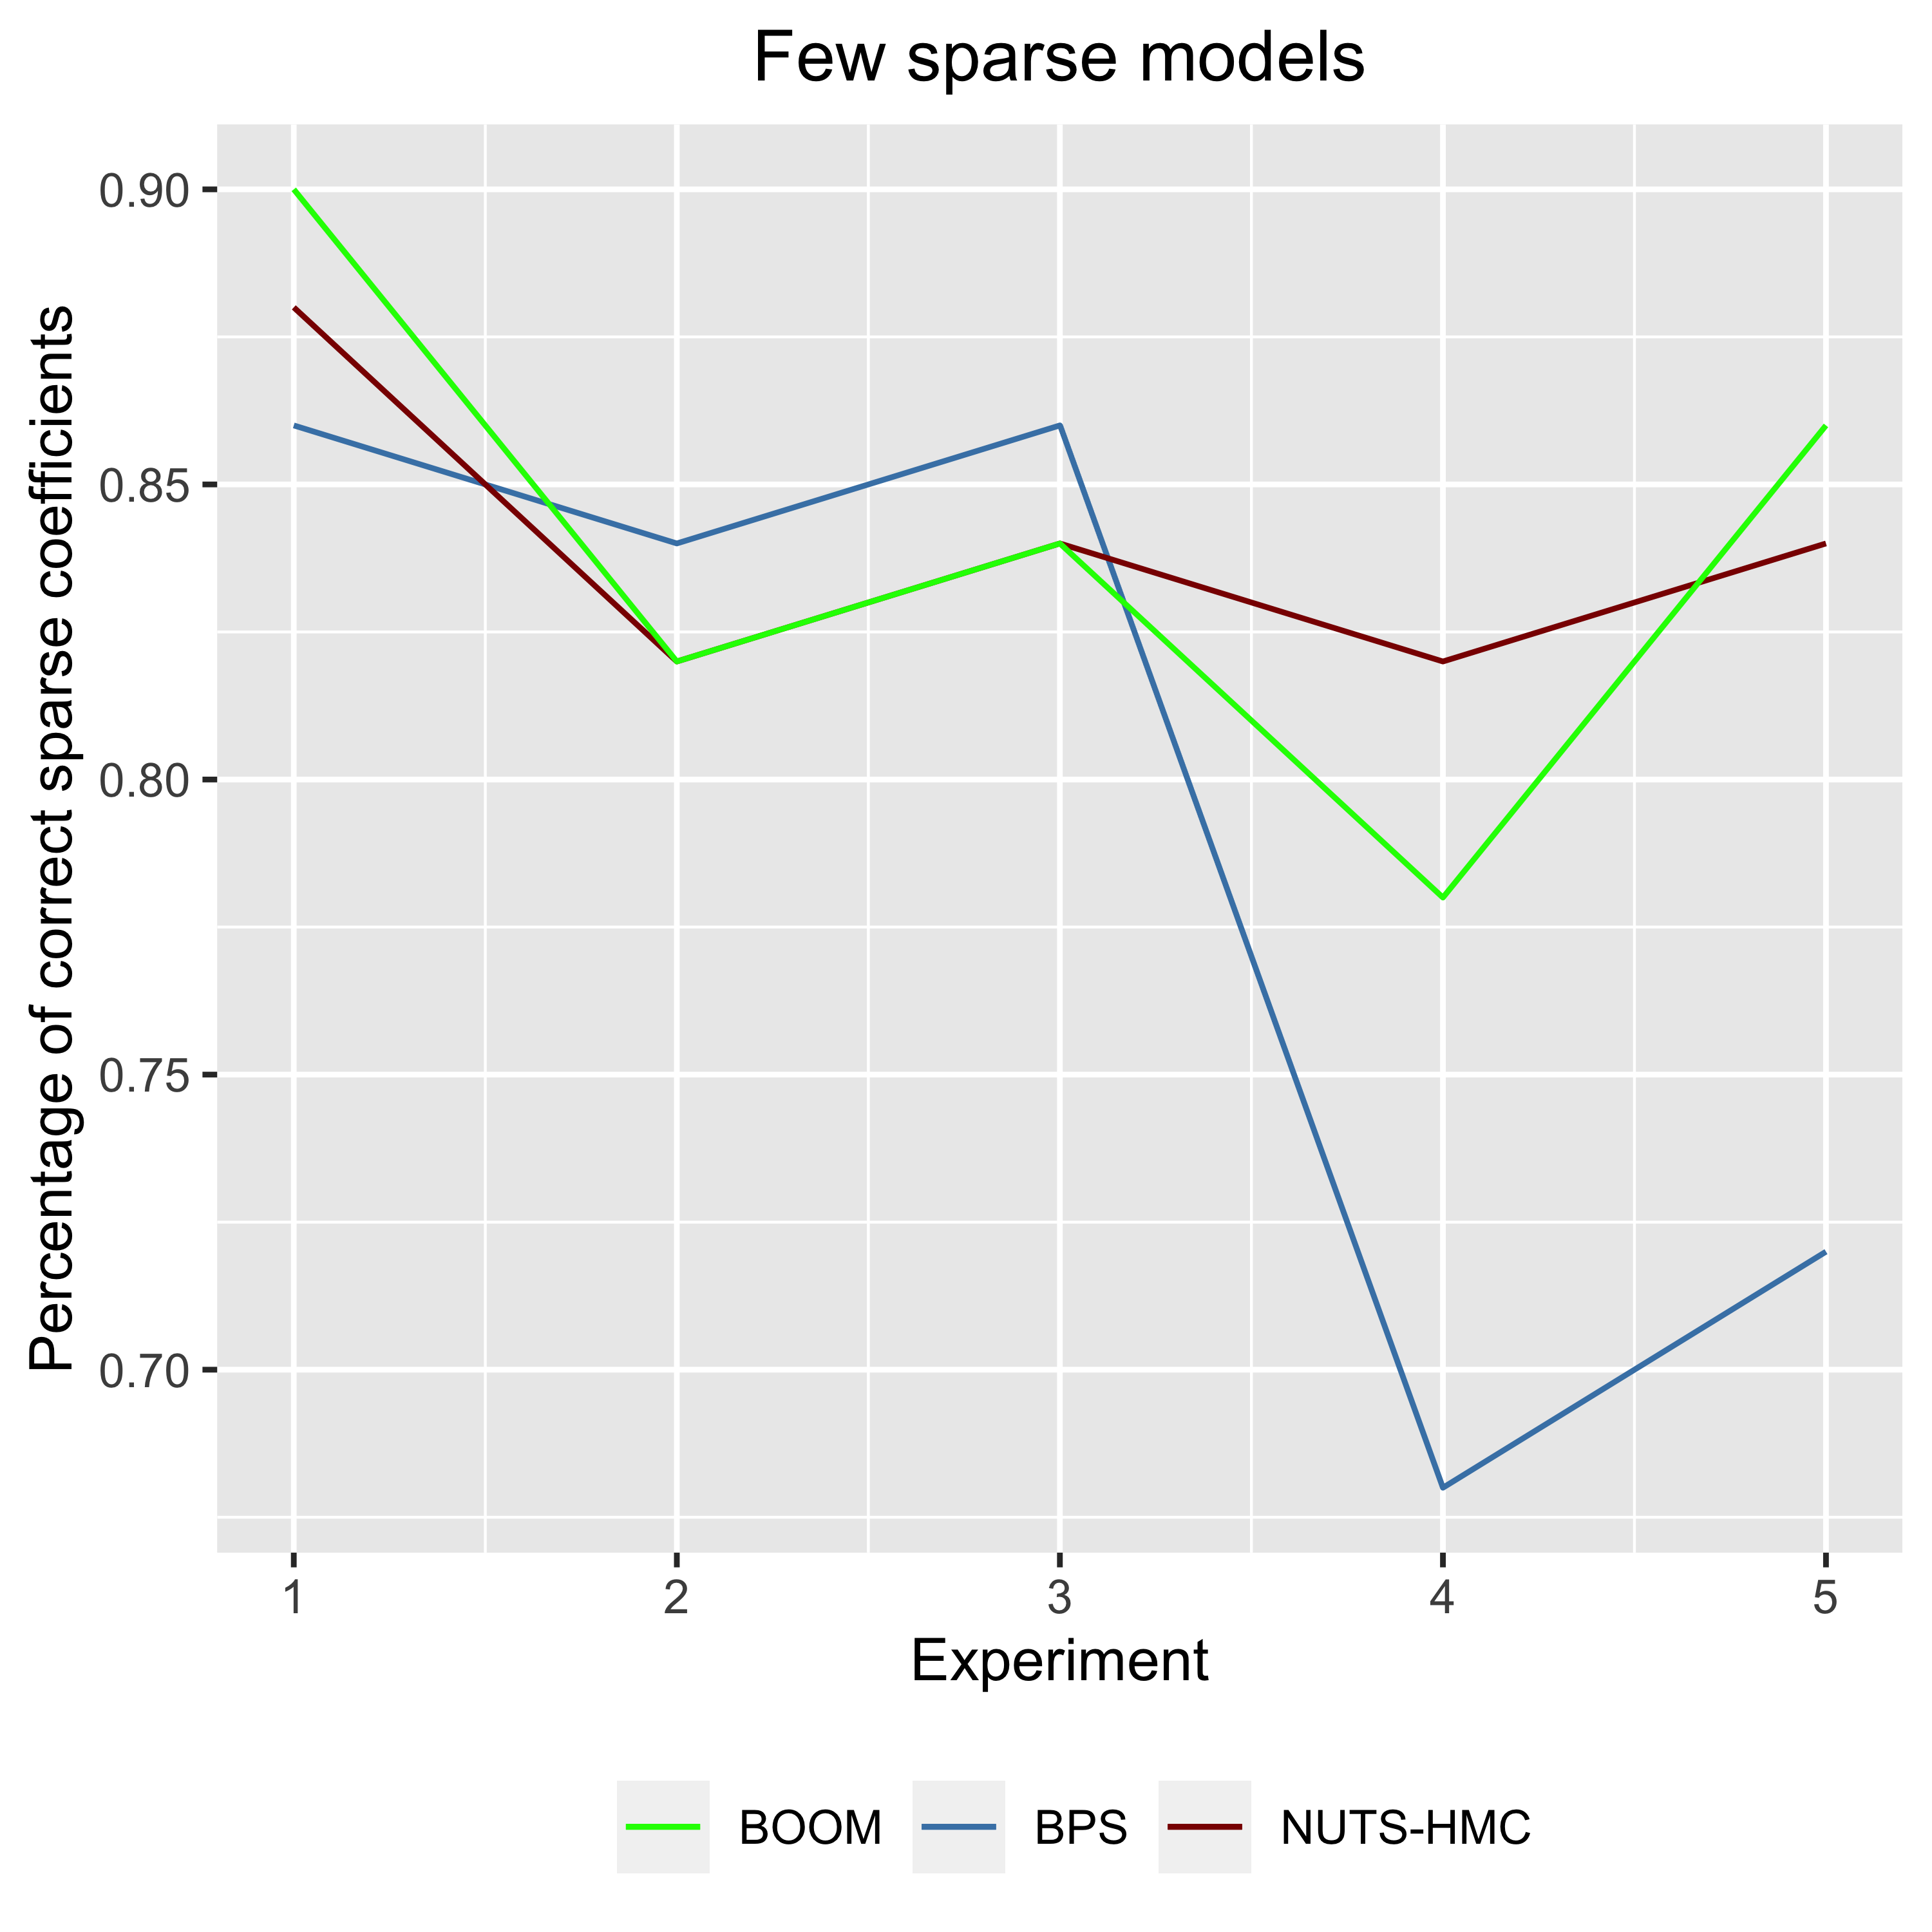 Few sparse models
Percentage of correct sparse coefficients
0.90
0.85
0.80
0.75
0.70
1 2 3 4 5
Experiment
BOOM BPS NUTS-HMC